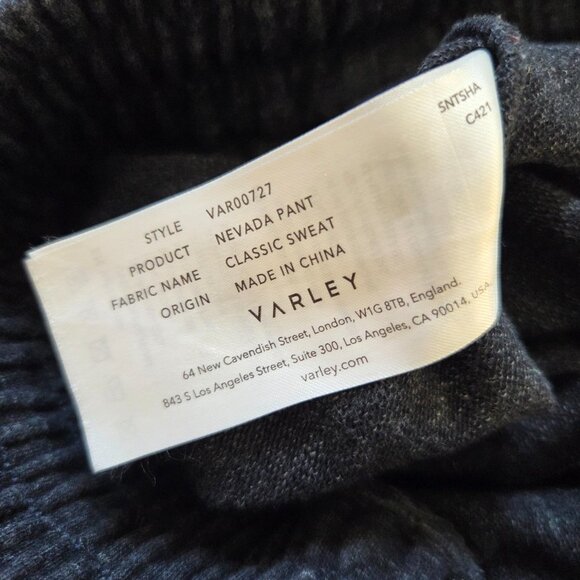 SNTSHA
C421
STYLE VAR00727
PRODUCT NEVADA PANT
FABRIC NAME CLASSIC SWEAT
ORIGIN MADE IN CHINA
VARLEY
64 New Cavendish Street, London, W1G 8TB, England.
843 S Los Angeles Street, Suite 300, Los Angeles, CA 90014, USA.
varley.com